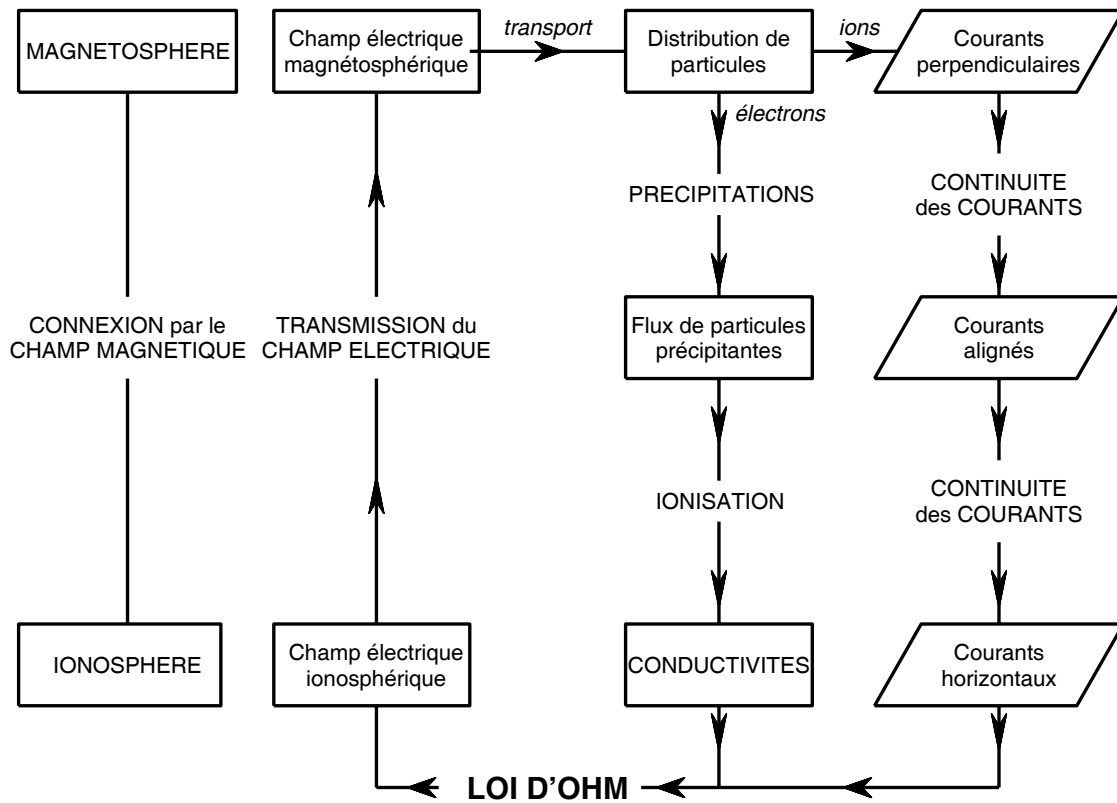 MAGNETOSPHERE
Champ électrique
magnétosphérique
transport
Distribution de
particules
ions
Courants
perpendiculaires
électrons
PRECIPITATIONS
CONTINUITE
des COURANTS
CONNEXION par le
CHAMP MAGNETIQUE
TRANSMISSION du
CHAMP ELECTRIQUE
Flux de particules
précipitantes
Courants
alignés
IONISATION
CONTINUITE
des COURANTS
IONOSPHERE
Champ électrique
ionosphérique
CONDUCTIVITES
Courants
horizontaux
LOI D'OHM